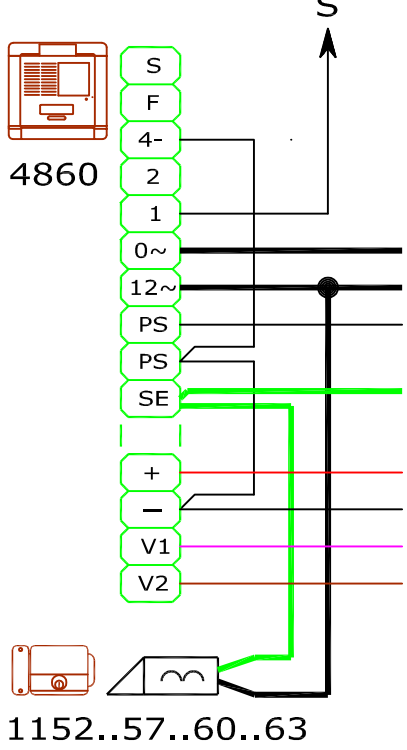 S
S
F
4-
4860
2
1
0~
12~
PS
PS
SE
+
—
V1
V2
1152..57..60..63